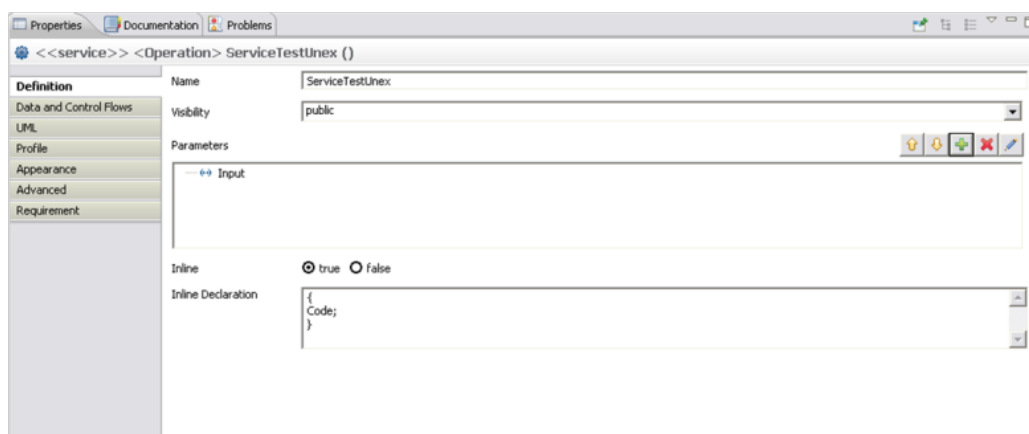 Properties Documentation Problems
<<service>> <Operation> ServiceTestUnex ()
Definition
Data and Control Flows
UML
Profile
Appearance
Advanced
Requirement
Name ServiceTestUnex
Visibility public
Parameters
Input
Inline true false
Inline Declaration {
Code;
}